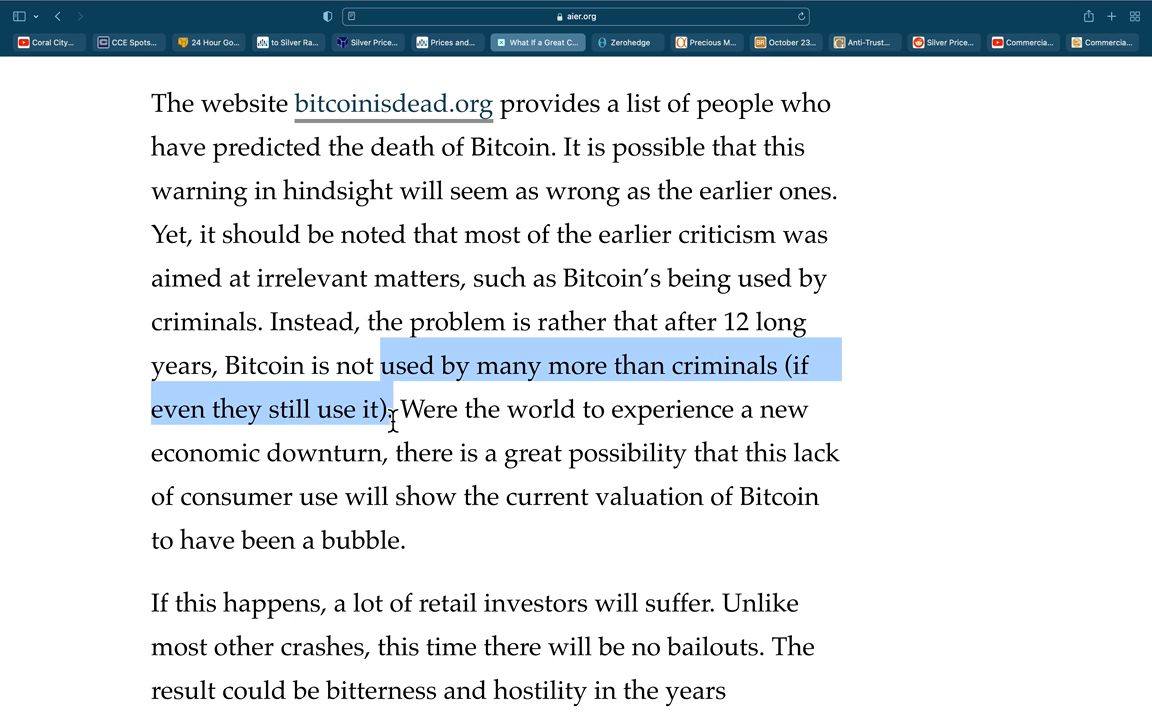 aier.org
Coral City...
CCE Spots...
24 Hour Go...
to Silver Ra...
Silver Price...
Prices and...
What If a Great C...
Zerohedge
Precious M...
October 23...
Anti-Trust...
Silver Price...
Commercia...
Commercia...
The website bitcoinisdead.org provides a list of people who
have predicted the death of Bitcoin. It is possible that this
warning in hindsight will seem as wrong as the earlier ones.
Yet, it should be noted that most of the earlier criticism was
aimed at irrelevant matters, such as Bitcoin’s being used by
criminals. Instead, the problem is rather that after 12 long
years, Bitcoin is not used by many more than criminals (if
even they still use it). Were the world to experience a new
economic downturn, there is a great possibility that this lack
of consumer use will show the current valuation of Bitcoin
to have been a bubble.
If this happens, a lot of retail investors will suffer. Unlike
most other crashes, this time there will be no bailouts. The
result could be bitterness and hostility in the years